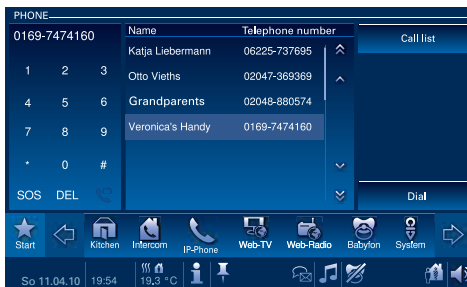 PHONE
0169-7474160
Name Telephone number
Call list
Katja Liebermann 06225-737695
Otto Vieths 02047-369369
Grandparents 02048-880574
Veronica's Handy 0169-7474160
1 2 3
4 5 6
7 8 9
* 0 #
SOS DEL
Dial
Start Kitchen Intercom IP-Phone Web-TV Web-Radio Babyfon System
So 11.04.10 19:54 19,3 °C